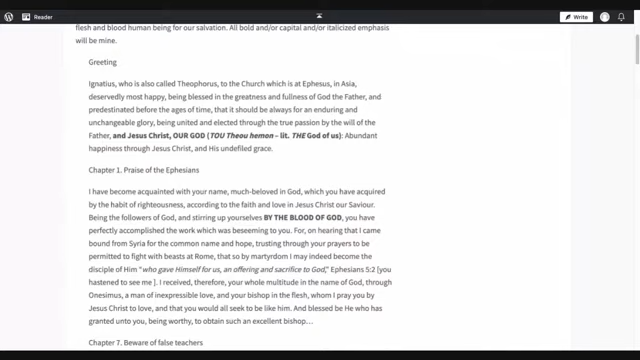 Reader
Write
flesh and blood human being for our salvation. All bold and/or capital and/or italicized emphasis
will be mine.
Greeting
Ignatius, who is also called Theophorus, to the Church which is at Ephesus, in Asia,
deservedly most happy, being blessed in the greatness and fullness of God the Father, and
predestinated before the ages of time, that it should be always for an enduring and
unchangeable glory, being united and elected through the true passion by the will of the
Father, and Jesus Christ, OUR GOD (TOU Theou hemon – lit. THE God of us): Abundant
happiness through Jesus Christ, and His undefiled grace.
Chapter 1. Praise of the Ephesians
I have become acquainted with your name, much-beloved in God, which you have acquired
by the habit of righteousness, according to the faith and love in Jesus Christ our Saviour.
Being the followers of God, and stirring up yourselves BY THE BLOOD OF GOD, you have
perfectly accomplished the work which was beseeming to you. For, on hearing that I came
bound from Syria for the common name and hope, trusting through your prayers to be
permitted to fight with beasts at Rome, that so by martyrdom I may indeed become the
disciple of Him "who gave Himself for us, an offering and sacrifice to God," Ephesians 5:2 [you
hastened to see me ]. I received, therefore, your whole multitude in the name of God, through
Onesimus, a man of inexpressible love, and your bishop in the flesh, whom I pray you by
Jesus Christ to love, and that you would all seek to be like him. And blessed be He who has
granted unto you, being worthy, to obtain such an excellent bishop…
Chapter 7. Beware of false teachers